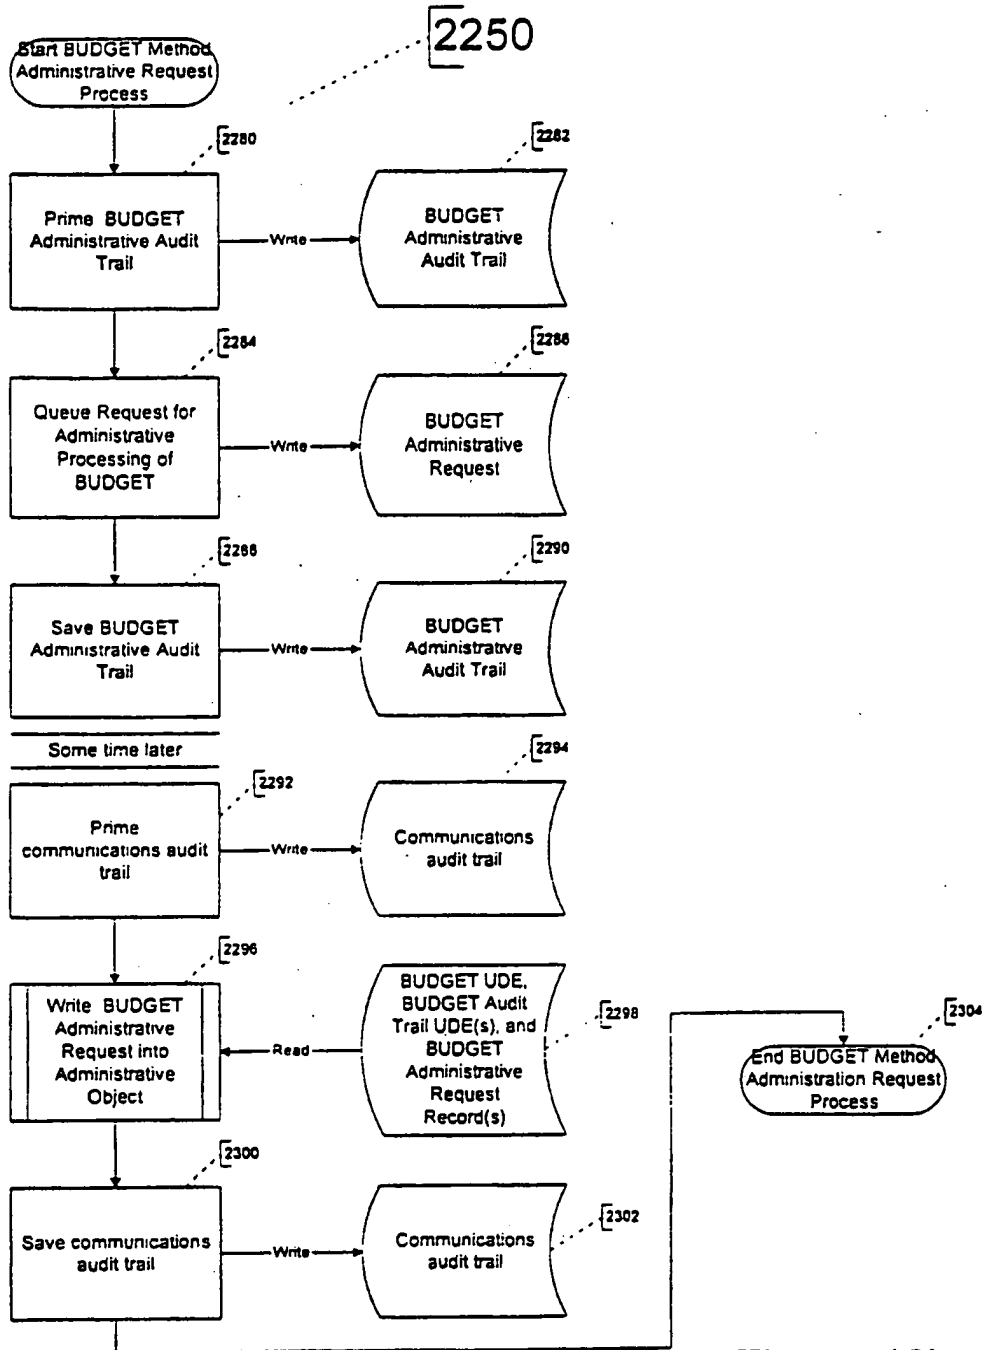 2250
Start BUDGET Method
Administrative Request
Process
2280
2282
Prime BUDGET
Administrative Audit
Trail
Write
BUDGET
Administrative
Audit Trail
2284
2286
Queue Request for
Administrative
Processing of
BUDGET
Write
BUDGET
Administrative
Request
2288
2290
Save BUDGET
Administrative Audit
Trail
Write
BUDGET
Administrative
Audit Trail
Some time later
2292
2294
Prime
communications audit
trail
Write
Communications
audit trail
2296
Write BUDGET
Administrative
Request into
Administrative
Object
Read
BUDGET UDE,
BUDGET Audit
Trail UDE(s), and
BUDGET
Administrative
Request
Record(s)
2298
2304
End BUDGET Method
Administration Request
Process
2300
Save communications
audit trail
Write
Communications
audit trail
2302